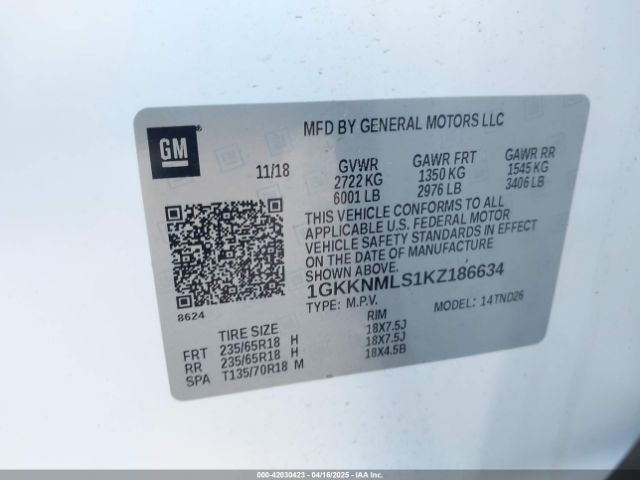 GM
MFD BY GENERAL MOTORS LLC
11/18
GVWR
2722 KG
6001 LB
GAWR FRT
1350 KG
2976 LB
GAWR RR
1545 KG
3406 LB
THIS VEHICLE CONFORMS TO ALL
APPLICABLE U.S. FEDERAL MOTOR
VEHICLE SAFETY STANDARDS IN EFFECT
ON THE DATE OF MANUFACTURE
SHOWN ABOVE.
1GKKNMLS1KZ186634
TYPE: M.P.V.
MODEL: 14TND26
8624
TIRE SIZE RIM
FRT 235/65R18 H 18X7.5J
RR 235/65R18 H 18X7.5J
SPA T135/70R18 M 18X4.5B
000-42030423 - 04/16/2025 - IAA Inc.